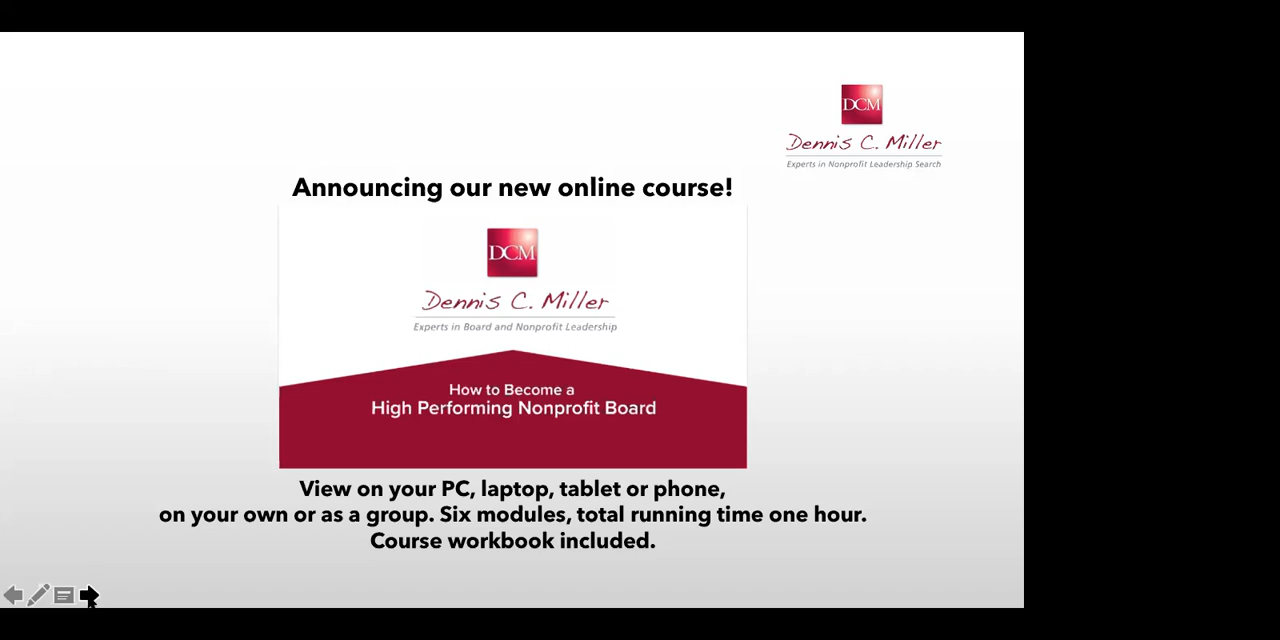 DCM
Dennis C. Miller
Experts in Nonprofit Leadership Search
Announcing our new online course!
DCM
Dennis C. Miller
Experts in Board and Nonprofit Leadership
How to Become a
High Performing Nonprofit Board
View on your PC, laptop, tablet or phone,
on your own or as a group. Six modules, total running time one hour.
Course workbook included.